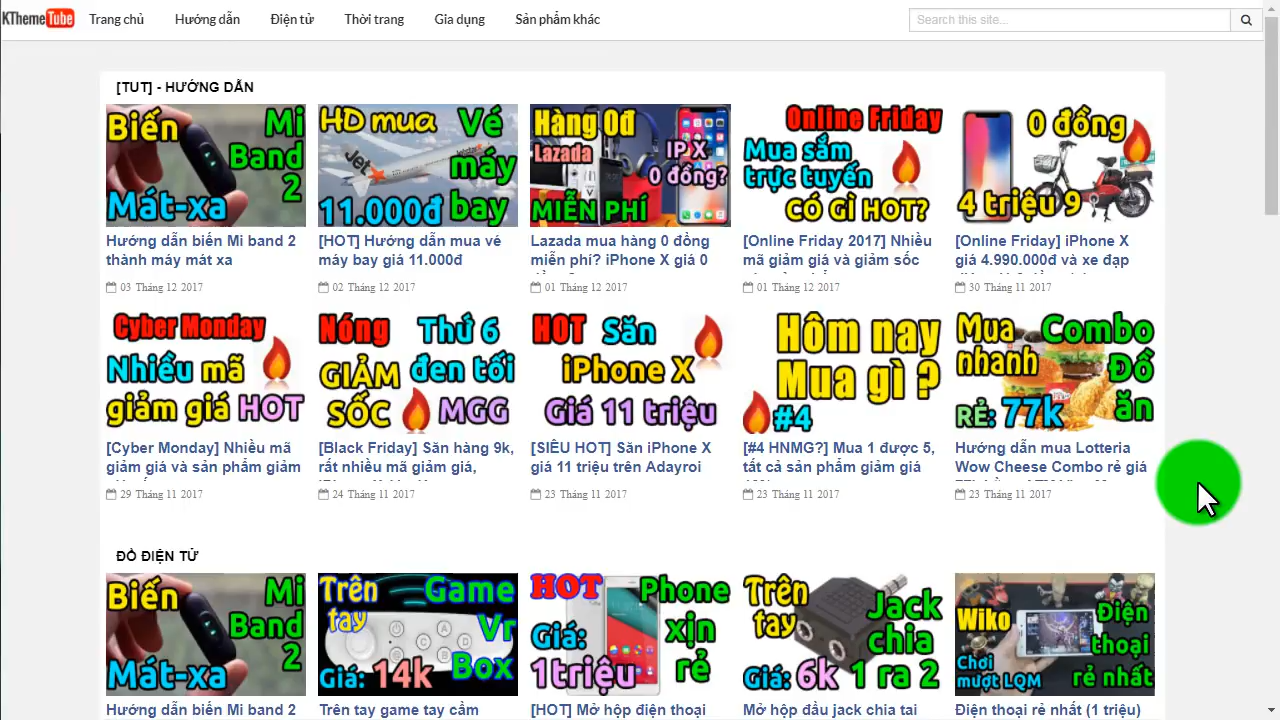 KThemeTube Trang chủ Hướng dẫn Điện tử Thời trang Gia dụng Sản phẩm khác Search this site...
[TUT] - HƯỚNG DẪN
Biến Mi Band 2 Mát-xa
HD mua Vé máy bay 11.000đ
Jet
Hàng 0đ Lazada IP X 0 đồng? MIỄN PHÍ
Online Friday Mua sắm trực tuyến CÓ GÌ HOT?
0 đồng 4 triệu 9
Hướng dẫn biến Mi band 2
thành máy mát xa
03 Tháng 12 2017
[HOT] Hướng dẫn mua vé
máy bay giá 11.000đ
02 Tháng 12 2017
Lazada mua hàng 0 đồng
miễn phí? iPhone X giá 0
01 Tháng 12 2017
[Online Friday 2017] Nhiều
mã giảm giá và giảm sốc
01 Tháng 12 2017
[Online Friday] iPhone X
giá 4.990.000đ và xe đạp
30 Tháng 11 2017
Cyber Monday Nhiều mã giảm giá HOT
Nóng Thứ 6 đen tối GIẢM SỐC MGG
HOT Săn iPhone X Giá 11 triệu
Hôm nay Mua gì ? #4
Mua nhanh Combo Đồ ăn RẺ: 77k
[Cyber Monday] Nhiều mã
giảm giá và sản phẩm giảm
29 Tháng 11 2017
[Black Friday] Săn hàng 9k,
rất nhiều mã giảm giá,
24 Tháng 11 2017
[SIÊU HOT] Săn iPhone X
giá 11 triệu trên Adayroi
23 Tháng 11 2017
[#4 HNMG?] Mua 1 được 5,
tất cả sản phẩm giảm giá
23 Tháng 11 2017
Hướng dẫn mua Lotteria
Wow Cheese Combo rẻ giá
23 Tháng 11 2017
ĐỒ ĐIỆN TỬ
Biến Mi Band 2 Mát-xa
Trên tay Game Vr Box Giá: 14k
HOT Phone xịn rẻ Giá: 1triệu
Trên tay Jack chia 1 ra 2 Giá: 6k
Wiko Điện thoại rẻ nhất Chơi mượt LQM
Hướng dẫn biến Mi band 2
Trên tay game tay cầm
[HOT] Mở hộp điện thoại
Mở hộp đầu jack chia tai
Điện thoại rẻ nhất (1 triệu)